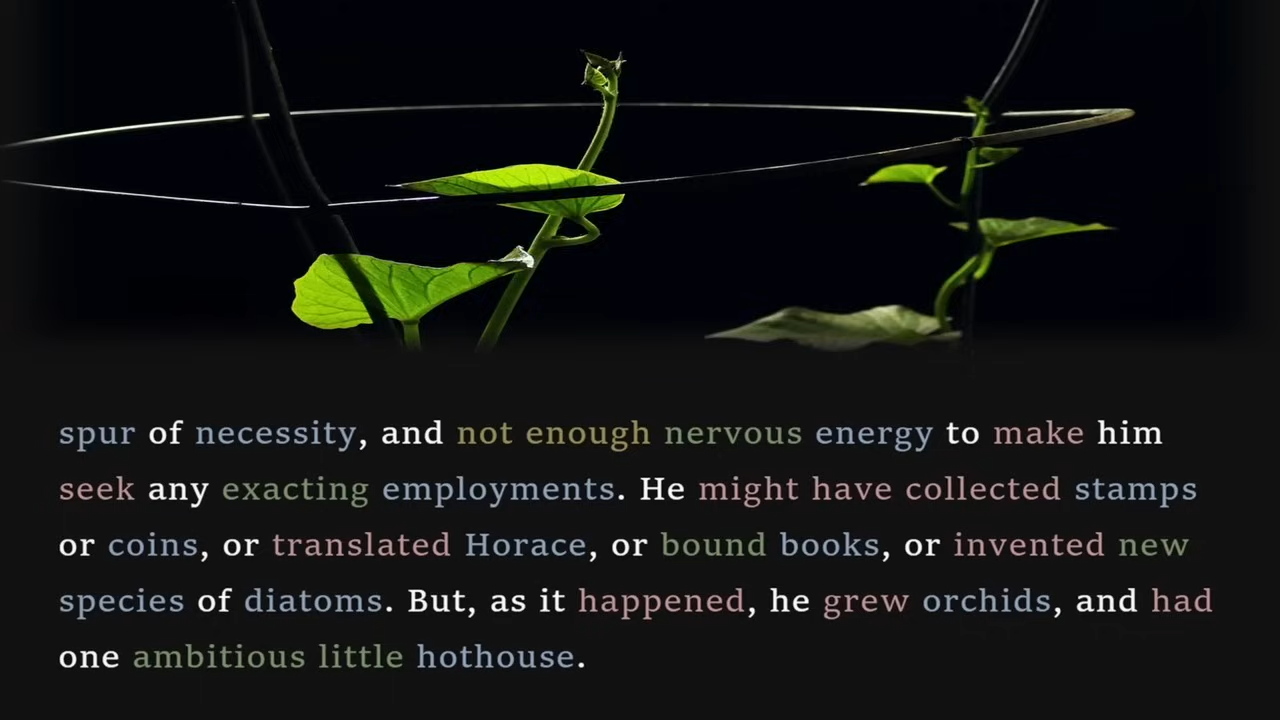 spur of necessity, and not enough nervous energy to make him
seek any exacting employments. He might have collected stamps
or coins, or translated Horace, or bound books, or invented new
species of diatoms. But, as it happened, he grew orchids, and had
one ambitious little hothouse.